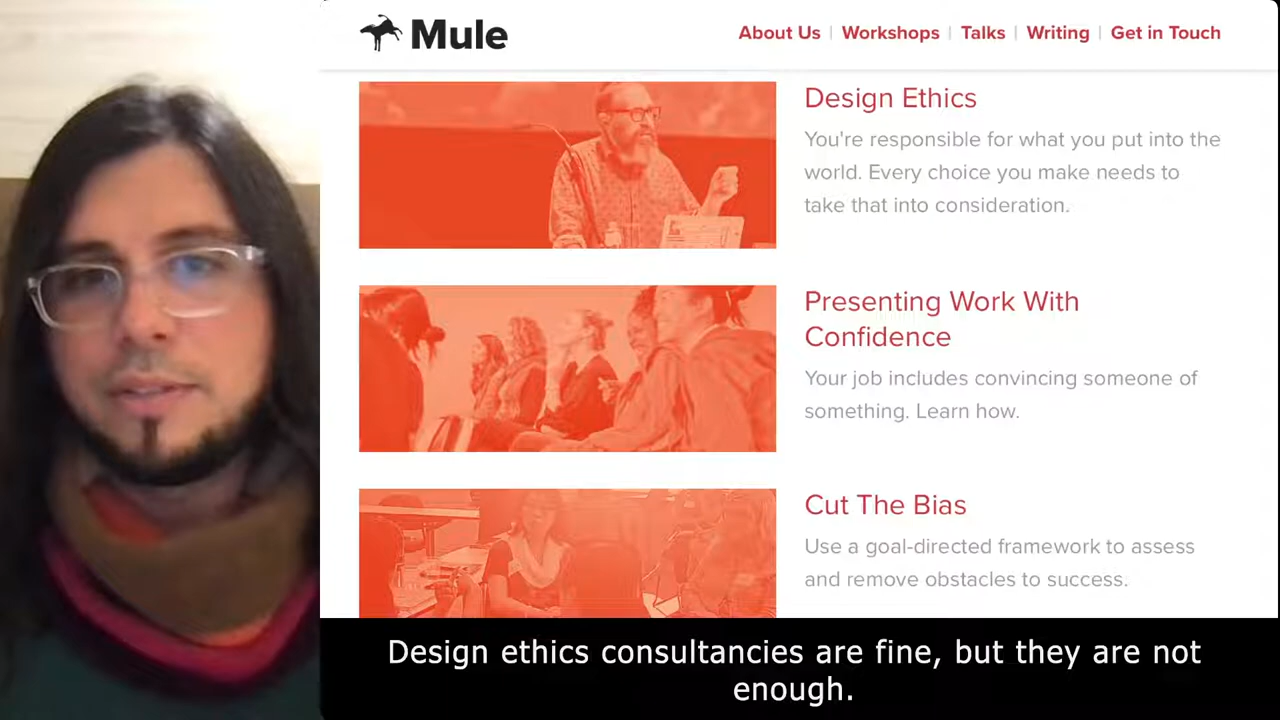 Mule
About Us | Workshops | Talks | Writing | Get in Touch
Design Ethics
You're responsible for what you put into the
world. Every choice you make needs to
take that into consideration.
Presenting Work With
Confidence
Your job includes convincing someone of
something. Learn how.
Cut The Bias
Use a goal-directed framework to assess
and remove obstacles to success.
Design ethics consultancies are fine, but they are not
enough.